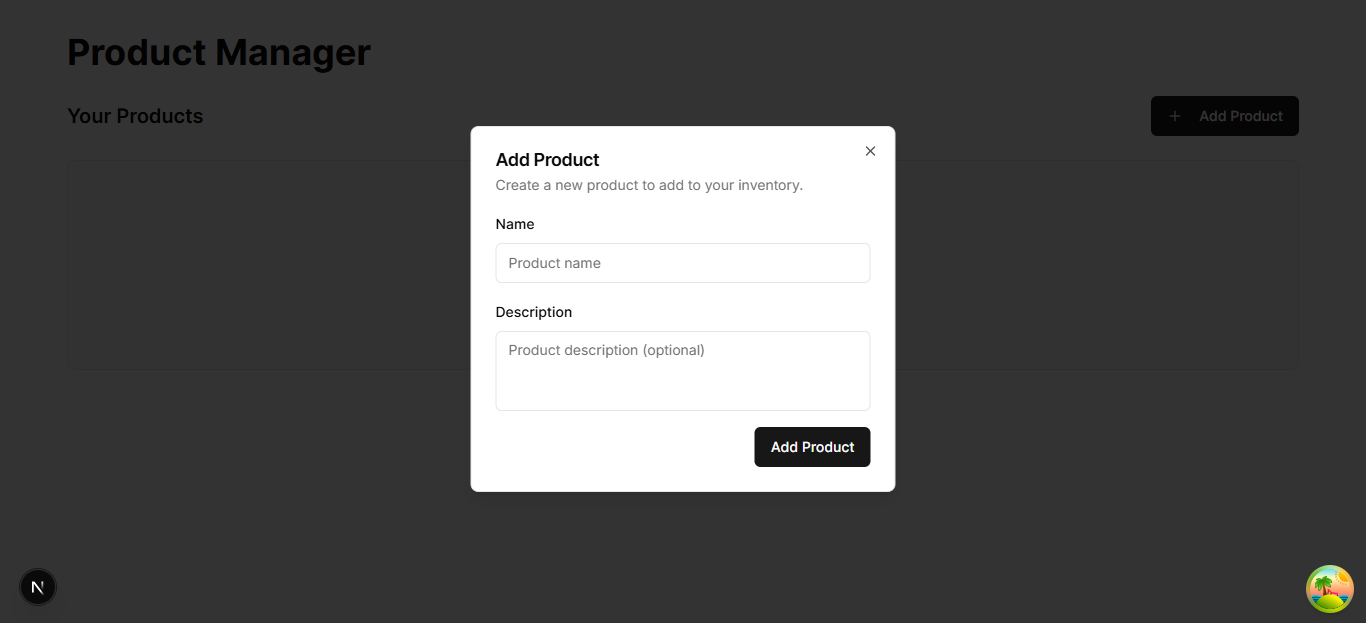 Product Manager
Your Products
+ Add Product
Add Product
Create a new product to add to your inventory.
Name
Product name
Description
Product description (optional)
Add Product
N